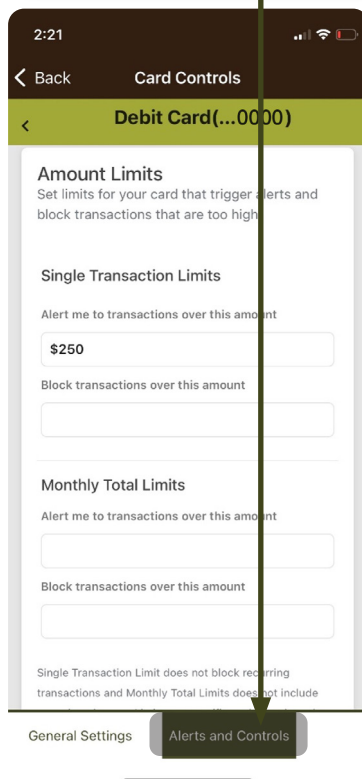 2:21
Back Card Controls
Debit Card(...0000)
Amount Limits
Set limits for your card that trigger alerts and
block transactions that are too high
Single Transaction Limits
Alert me to transactions over this amount
$250
Block transactions over this amount
Monthly Total Limits
Alert me to transactions over this amount
Block transactions over this amount
Single Transaction Limit does not block recurring
transactions and Monthly Total Limits does not include
General Settings Alerts and Controls